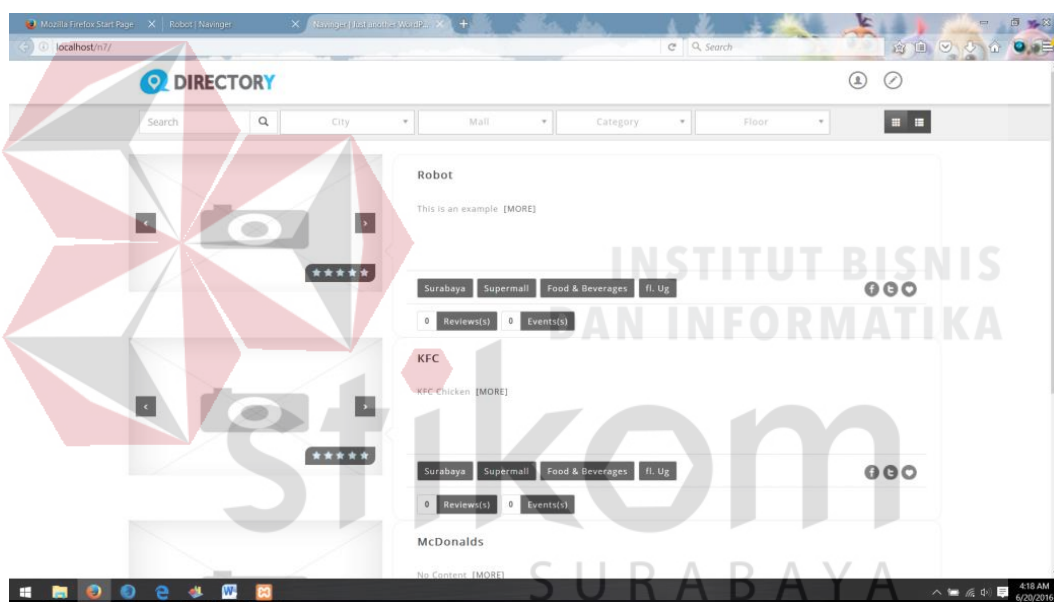 Mozilla Firefox Start Page
Robot | Navinger
Navinger | Just another WordP...
localhost/n7/
Search
DIRECTORY
Search City Mall Category Floor
Robot
This is an example [MORE]
Surabaya Supermall Food & Beverages fl. Ug
0 Reviews(s) 0 Events(s)
KFC
KFC Chicken [MORE]
Surabaya Supermall Food & Beverages fl. Ug
0 Reviews(s) 0 Events(s)
McDonalds
No Content [MORE]
INSTITUT BISNIS
DAN INFORMATIKA
stikom
SURABAYA
4:18 AM
6/20/2016